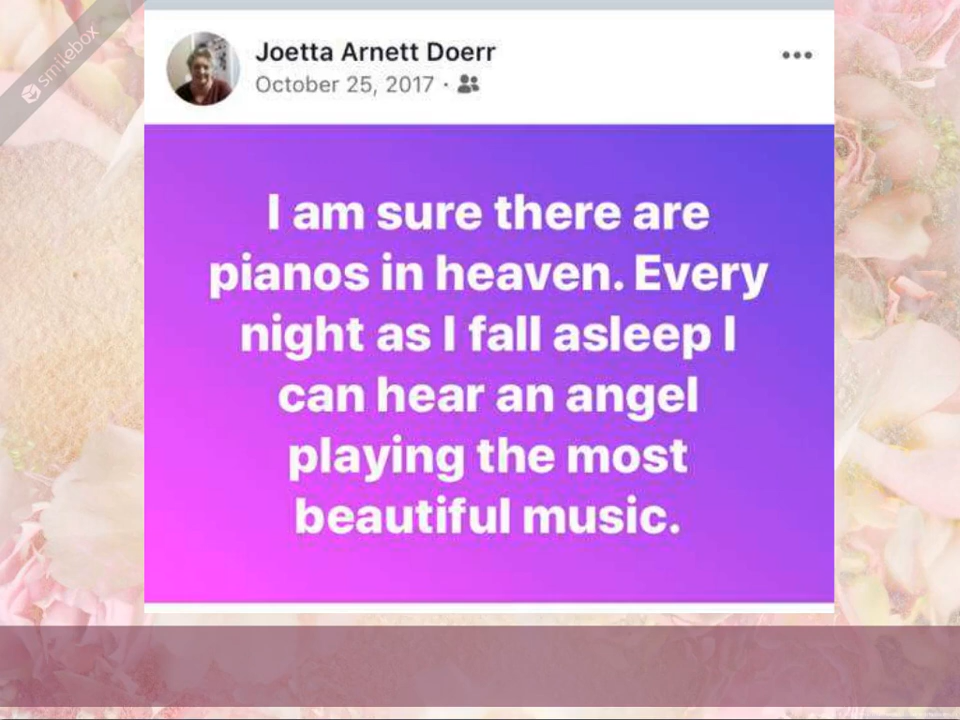 smilebox
Joetta Arnett Doerr
October 25, 2017 ·
I am sure there are
pianos in heaven. Every
night as I fall asleep I
can hear an angel
playing the most
beautiful music.